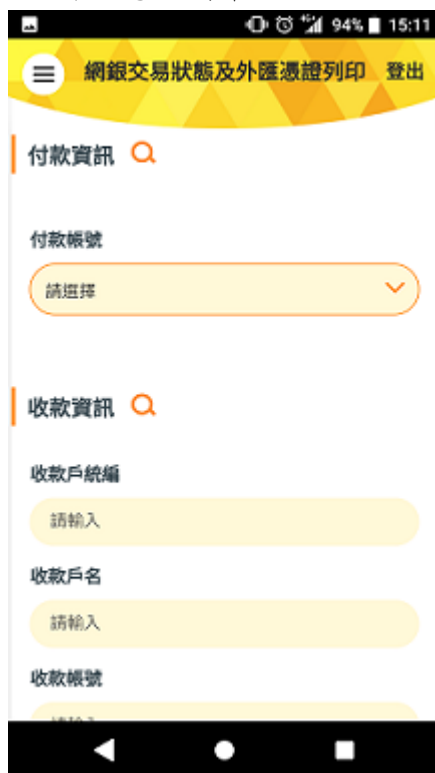 94% 15:11
網銀交易狀態及外匯憑證列印 登出
付款資訊
付款帳號
請選擇
收款資訊
收款戶統編
請輸入
收款戶名
請輸入
收款帳號